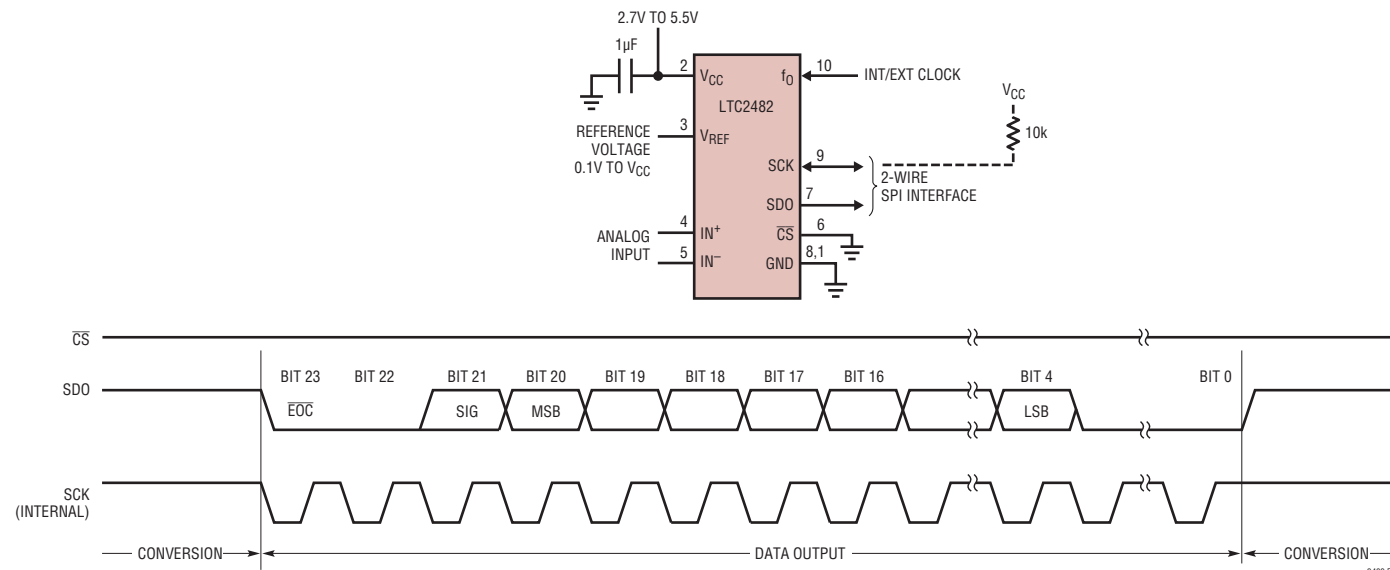 2.7V TO 5.5V
1µF
2
VCC
fO
10
INT/EXT CLOCK
LTC2482
VCC
10k
REFERENCE
VOLTAGE
0.1V TO VCC
3
VREF
SCK
9
2-WIRE
SPI INTERFACE
SDO
7
ANALOG
INPUT
4
IN+
5
IN–
CS
6
GND
8,1
CS
SDO
BIT 23
BIT 22
BIT 21
BIT 20
BIT 19
BIT 18
BIT 17
BIT 16
BIT 4
BIT 0
EOC
SIG
MSB
LSB
SCK
(INTERNAL)
CONVERSION
DATA OUTPUT
CONVERSION